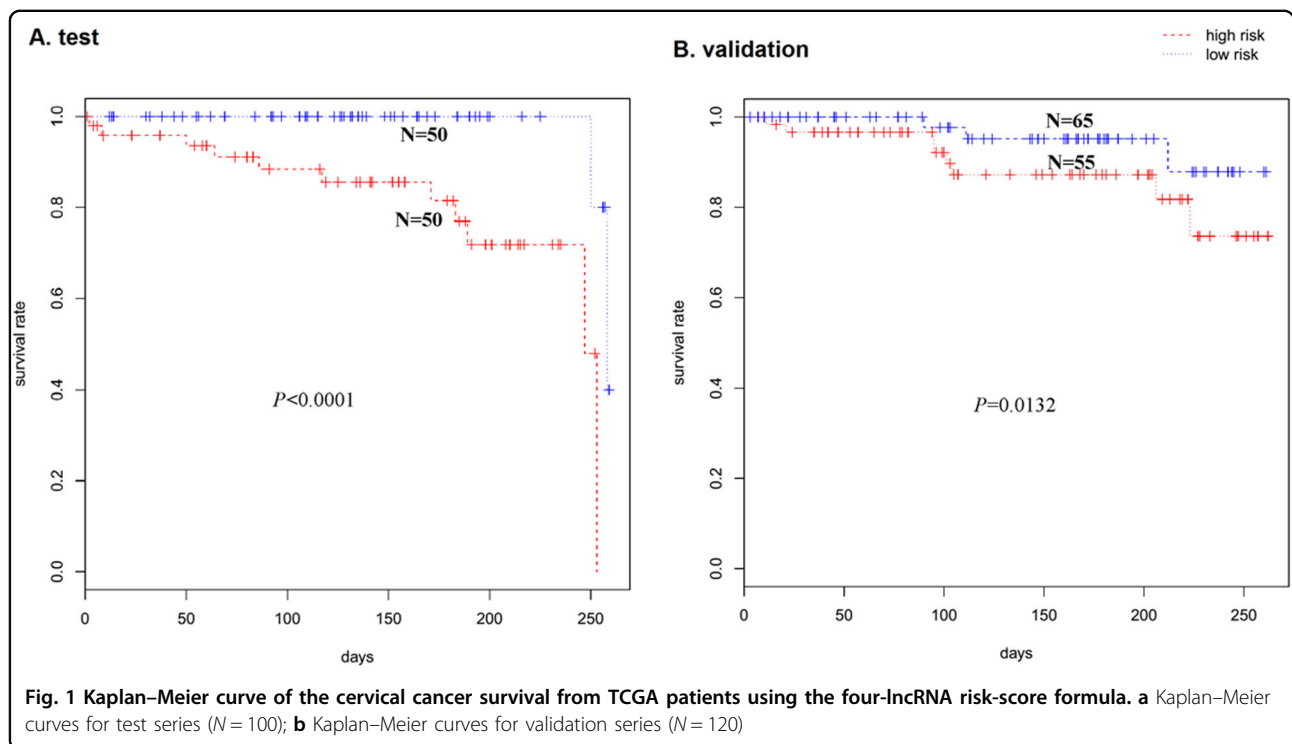 A. test
B. validation
high risk
low risk
survival rate
1.0
0.8
0.6
0.4
0.2
0.0
N=50
N=50
P<0.0001
0 50 100 150 200 250
days
survival rate
1.0
0.8
0.6
0.4
0.2
0.0
N=65
N=55
P=0.0132
0 50 100 150 200 250
days
Fig. 1 Kaplan–Meier curve of the cervical cancer survival from TCGA patients using the four-lncRNA risk-score formula. a Kaplan–Meier
curves for test series (N = 100); b Kaplan–Meier curves for validation series (N = 120)